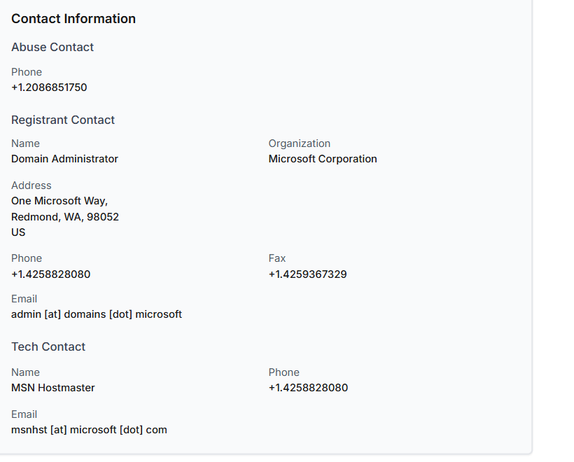 Contact Information
Abuse Contact
Phone
+1.2086851750
Registrant Contact
Name
Domain Administrator
Organization
Microsoft Corporation
Address
One Microsoft Way,
Redmond, WA, 98052
US
Phone
+1.4258828080
Fax
+1.4259367329
Email
admin [at] domains [dot] microsoft
Tech Contact
Name
MSN Hostmaster
Phone
+1.4258828080
Email
msnhst [at] microsoft [dot] com